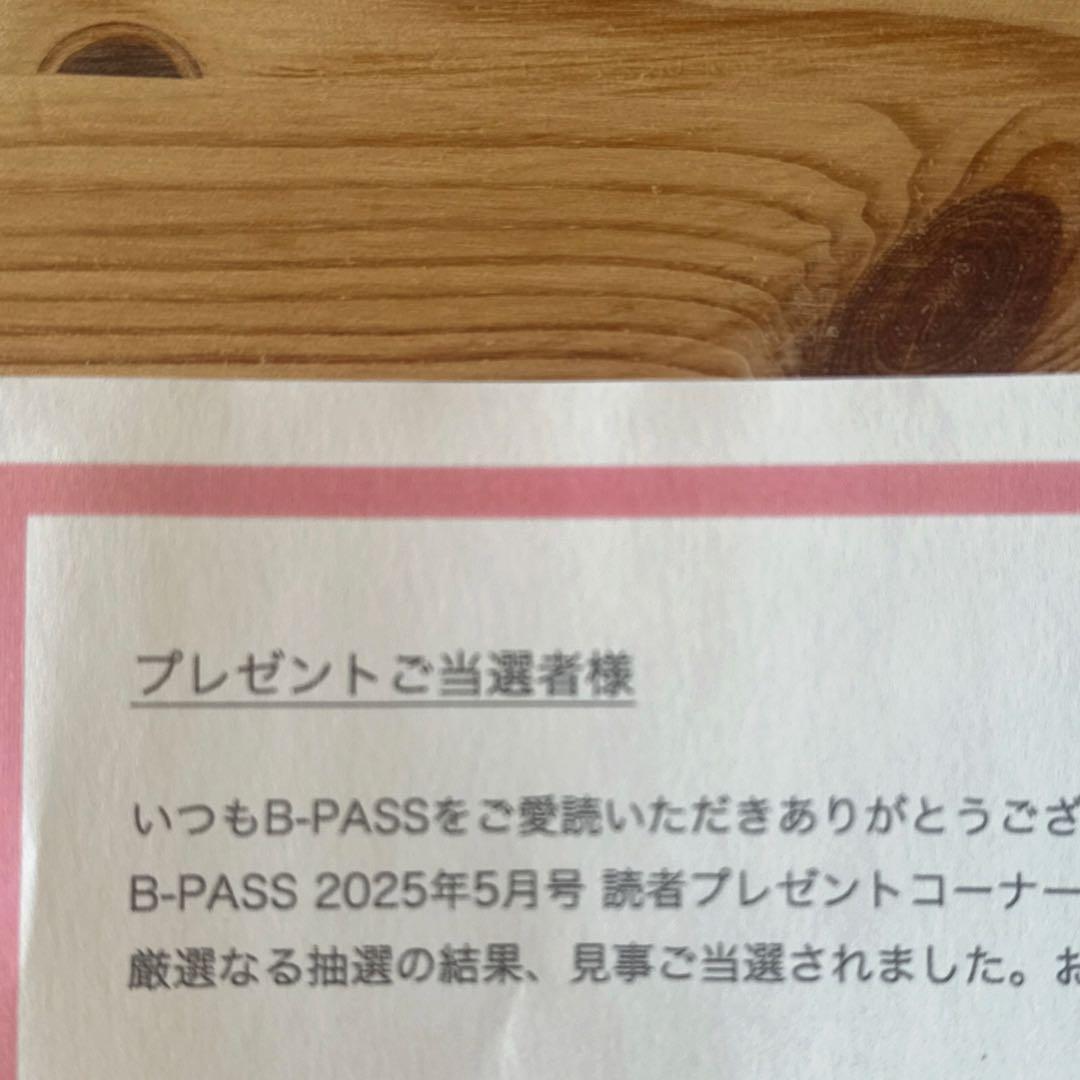 プレゼントご当選者様
いつもB-PASSをご愛読いただきありがとうござ
B-PASS 2025年5月号 読者プレゼントコーナー
厳選なる抽選の結果、見事ご当選されました。お